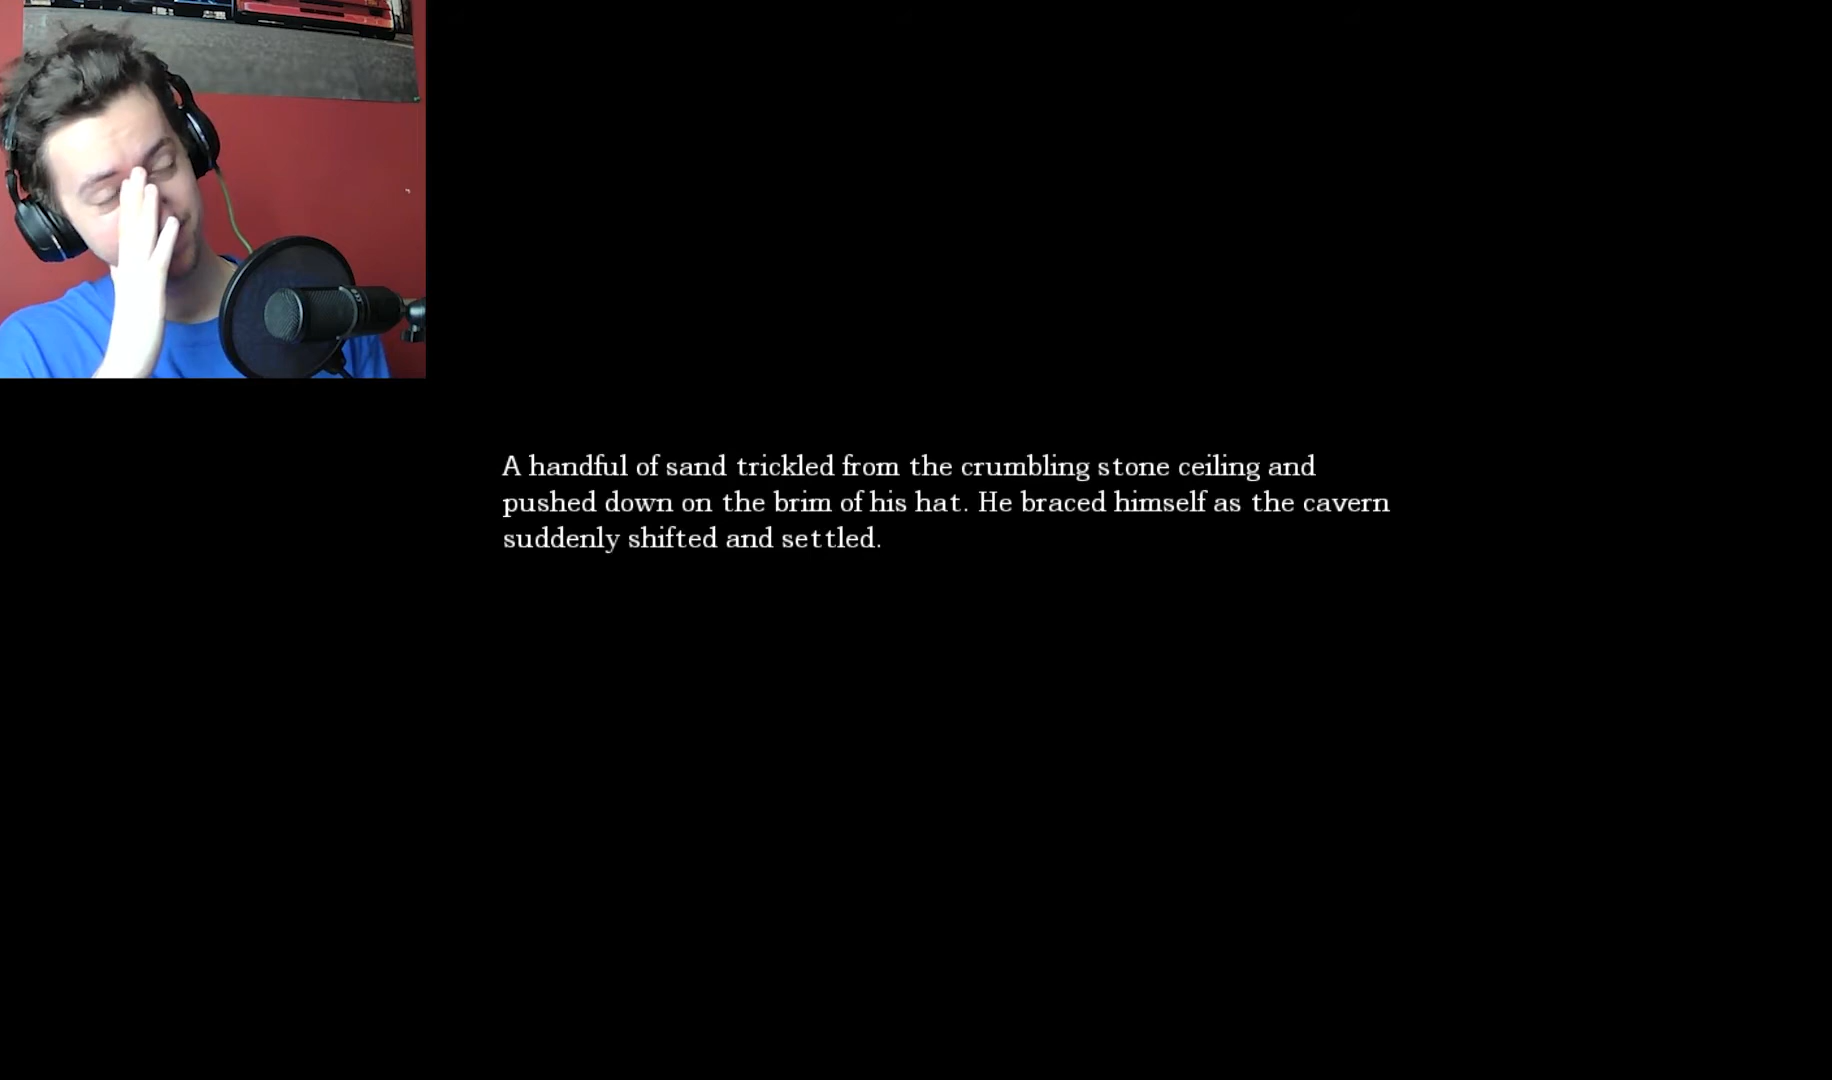 A handful of sand trickled from the crumbling stone ceiling and
pushed down on the brim of his hat. He braced himself as the cavern
suddenly shifted and settled.